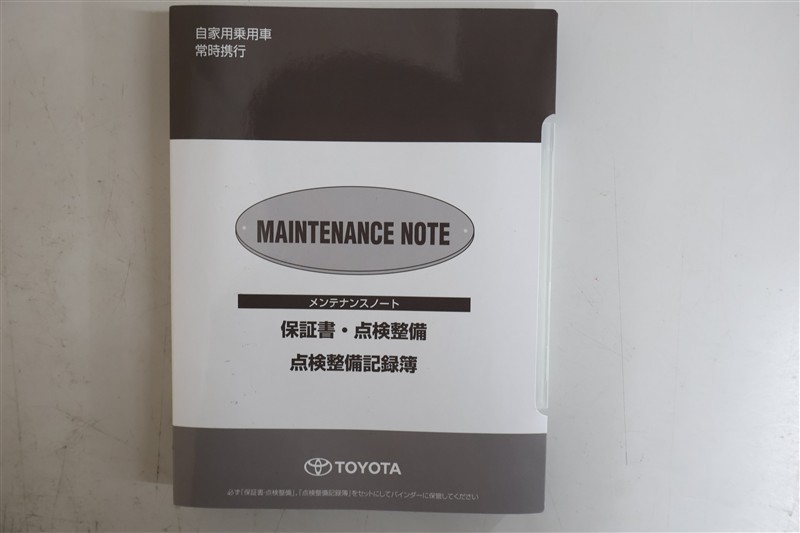 自家用乗用車
常時携行
MAINTENANCE NOTE
メンテナンスノート
保証書・点検整備
点検整備記録簿
TOYOTA
必ず「保証書・点検整備」、「点検整備記録簿」をセットにしてバインダーに保管してください